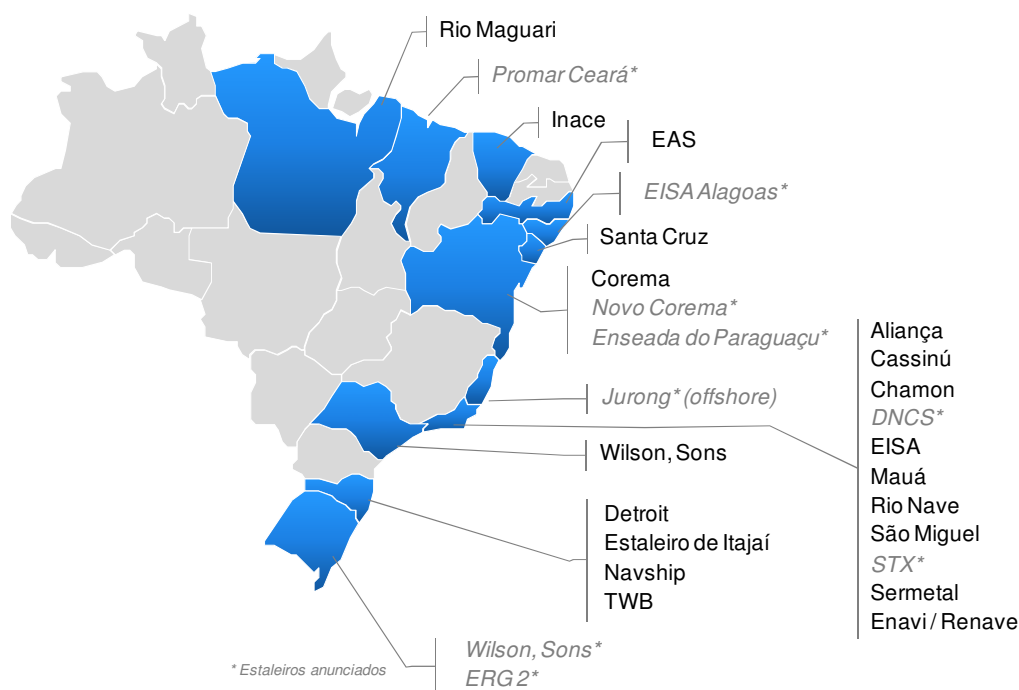 Rio Maguari
Promar Ceará*
Inace
EAS
EISA Alagoas*
Santa Cruz
Corema
Novo Corema*
Enseada do Paraguaçu*
Jurong* (offshore)
Wilson, Sons
Aliança
Cassinú
Chamon
DNCS*
EISA
Mauá
Rio Nave
São Miguel
STX*
Sermetal
Enavi / Renave
Detroit
Estaleiro de Itajaí
Navship
TWB
Wilson, Sons*
ERG 2*
* Estaleiros anunciados